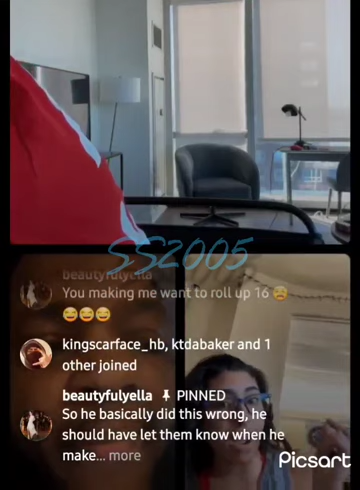 SS2005
beautyfulyella
You making me want to roll up 16 😩
😂😂😂
kingscarface_hb, ktdabaker and 1
other joined
beautyfulyella 📌 PINNED
So he basically did this wrong, he
should have let them know when he
make... more
Picsart